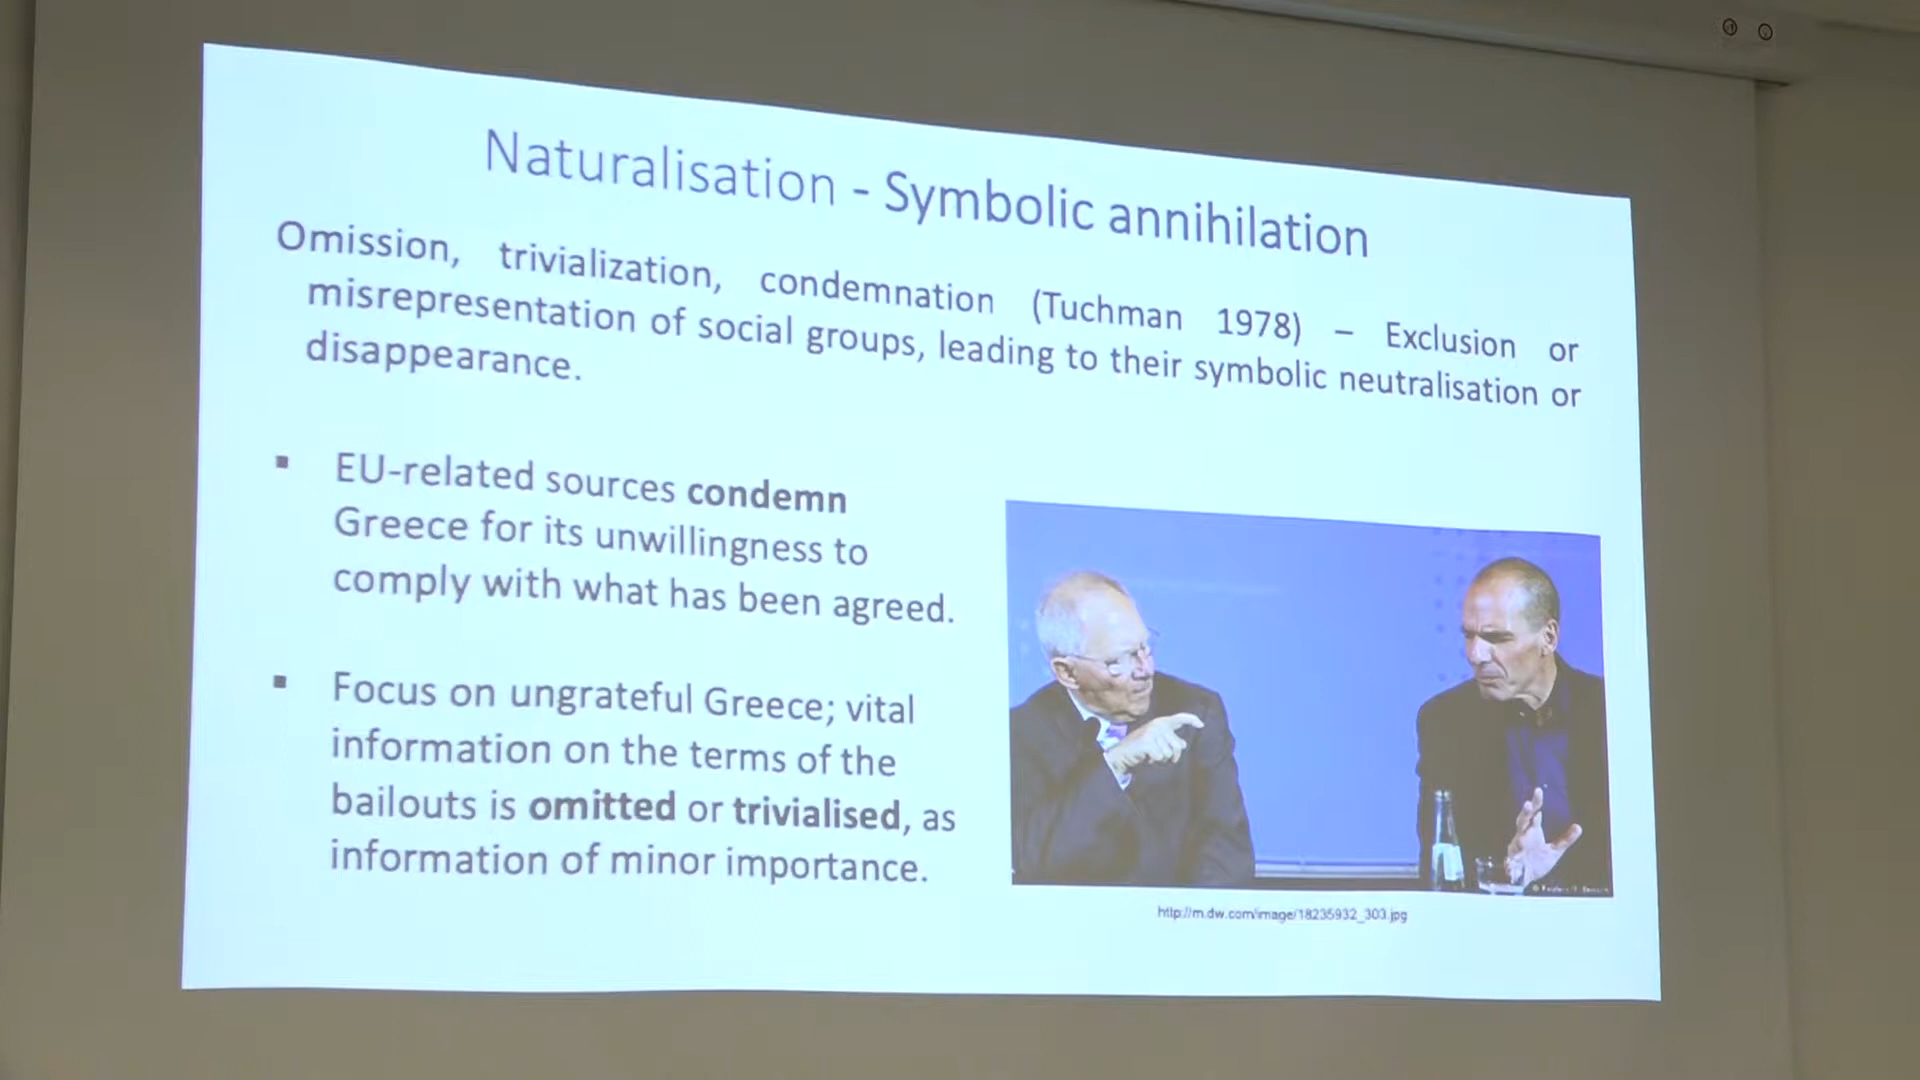 Naturalisation - Symbolic annihilation
Omission, trivialization, condemnation (Tuchman 1978) – Exclusion or
misrepresentation of social groups, leading to their symbolic neutralisation or
disappearance.
▪ EU-related sources condemn
Greece for its unwillingness to
comply with what has been agreed.
▪ Focus on ungrateful Greece; vital
information on the terms of the
bailouts is omitted or trivialised, as
information of minor importance.
http://m.dw.com/image/18235932_303.jpg